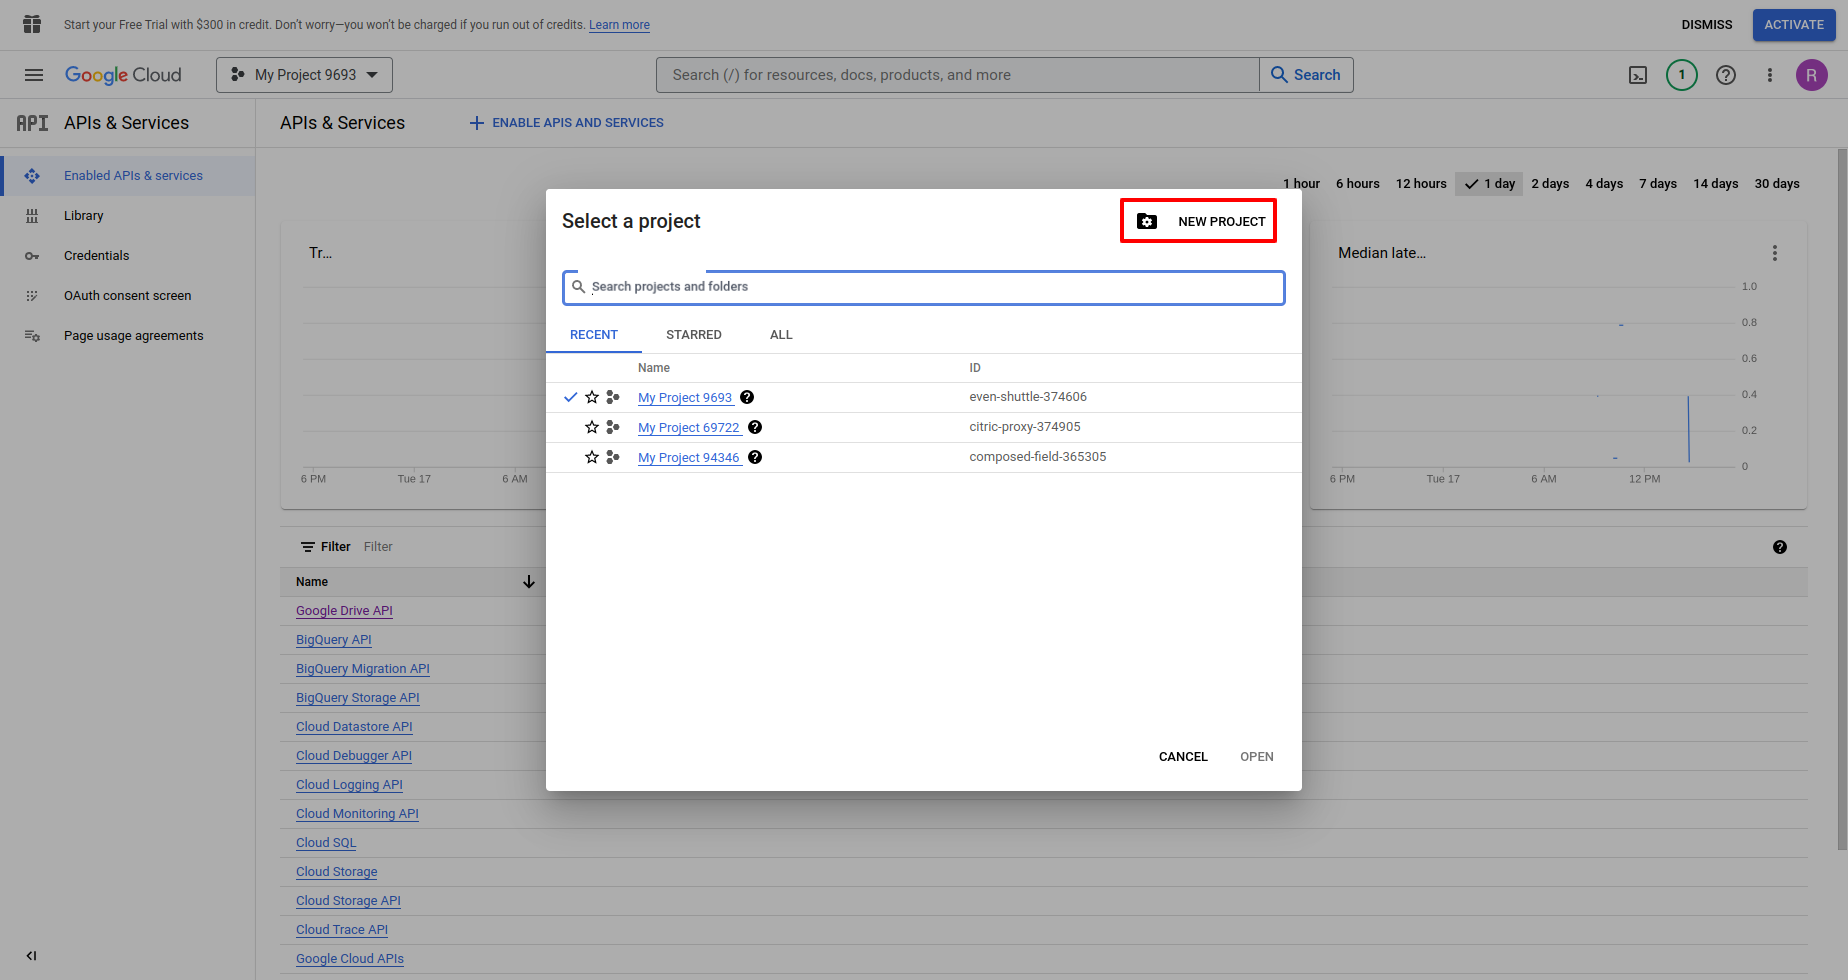 Start your Free Trial with $300 in credit. Don't worry—you won't be charged if you run out of credits. Learn more
DISMISS
ACTIVATE
Google Cloud
My Project 9693
Search (/) for resources, docs, products, and more
Search
1
R
API
APIs & Services
APIs & Services
ENABLE APIS AND SERVICES
Enabled APIs & services
Library
Credentials
OAuth consent screen
Page usage agreements
1 hour 6 hours 12 hours 1 day 2 days 4 days 7 days 14 days 30 days
Tr...
6 PM Tue 17 6 AM
Median late...
1.0
0.8
0.6
0.4
0.2
0
6 PM Tue 17 6 AM 12 PM
Select a project
NEW PROJECT
Search projects and folders
RECENT STARRED ALL
Name ID
My Project 9693 even-shuttle-374606
My Project 69722 citric-proxy-374905
My Project 94346 composed-field-365305
CANCEL OPEN
Filter Filter
Name
Google Drive API
BigQuery API
BigQuery Migration API
BigQuery Storage API
Cloud Datastore API
Cloud Debugger API
Cloud Logging API
Cloud Monitoring API
Cloud SQL
Cloud Storage
Cloud Storage API
Cloud Trace API
Google Cloud APIs